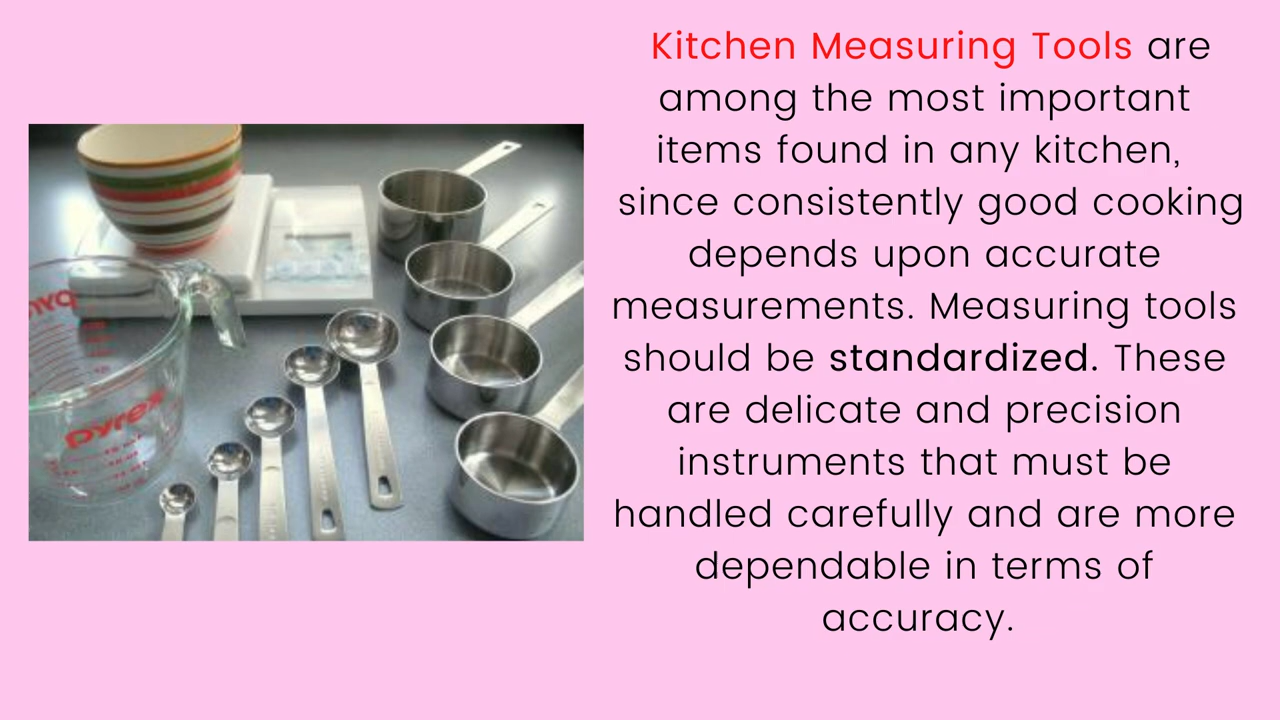 Kitchen Measuring Tools are
among the most important
items found in any kitchen,
since consistently good cooking
depends upon accurate
measurements. Measuring tools
should be standardized. These
are delicate and precision
instruments that must be
handled carefully and are more
dependable in terms of
accuracy.
pyrex